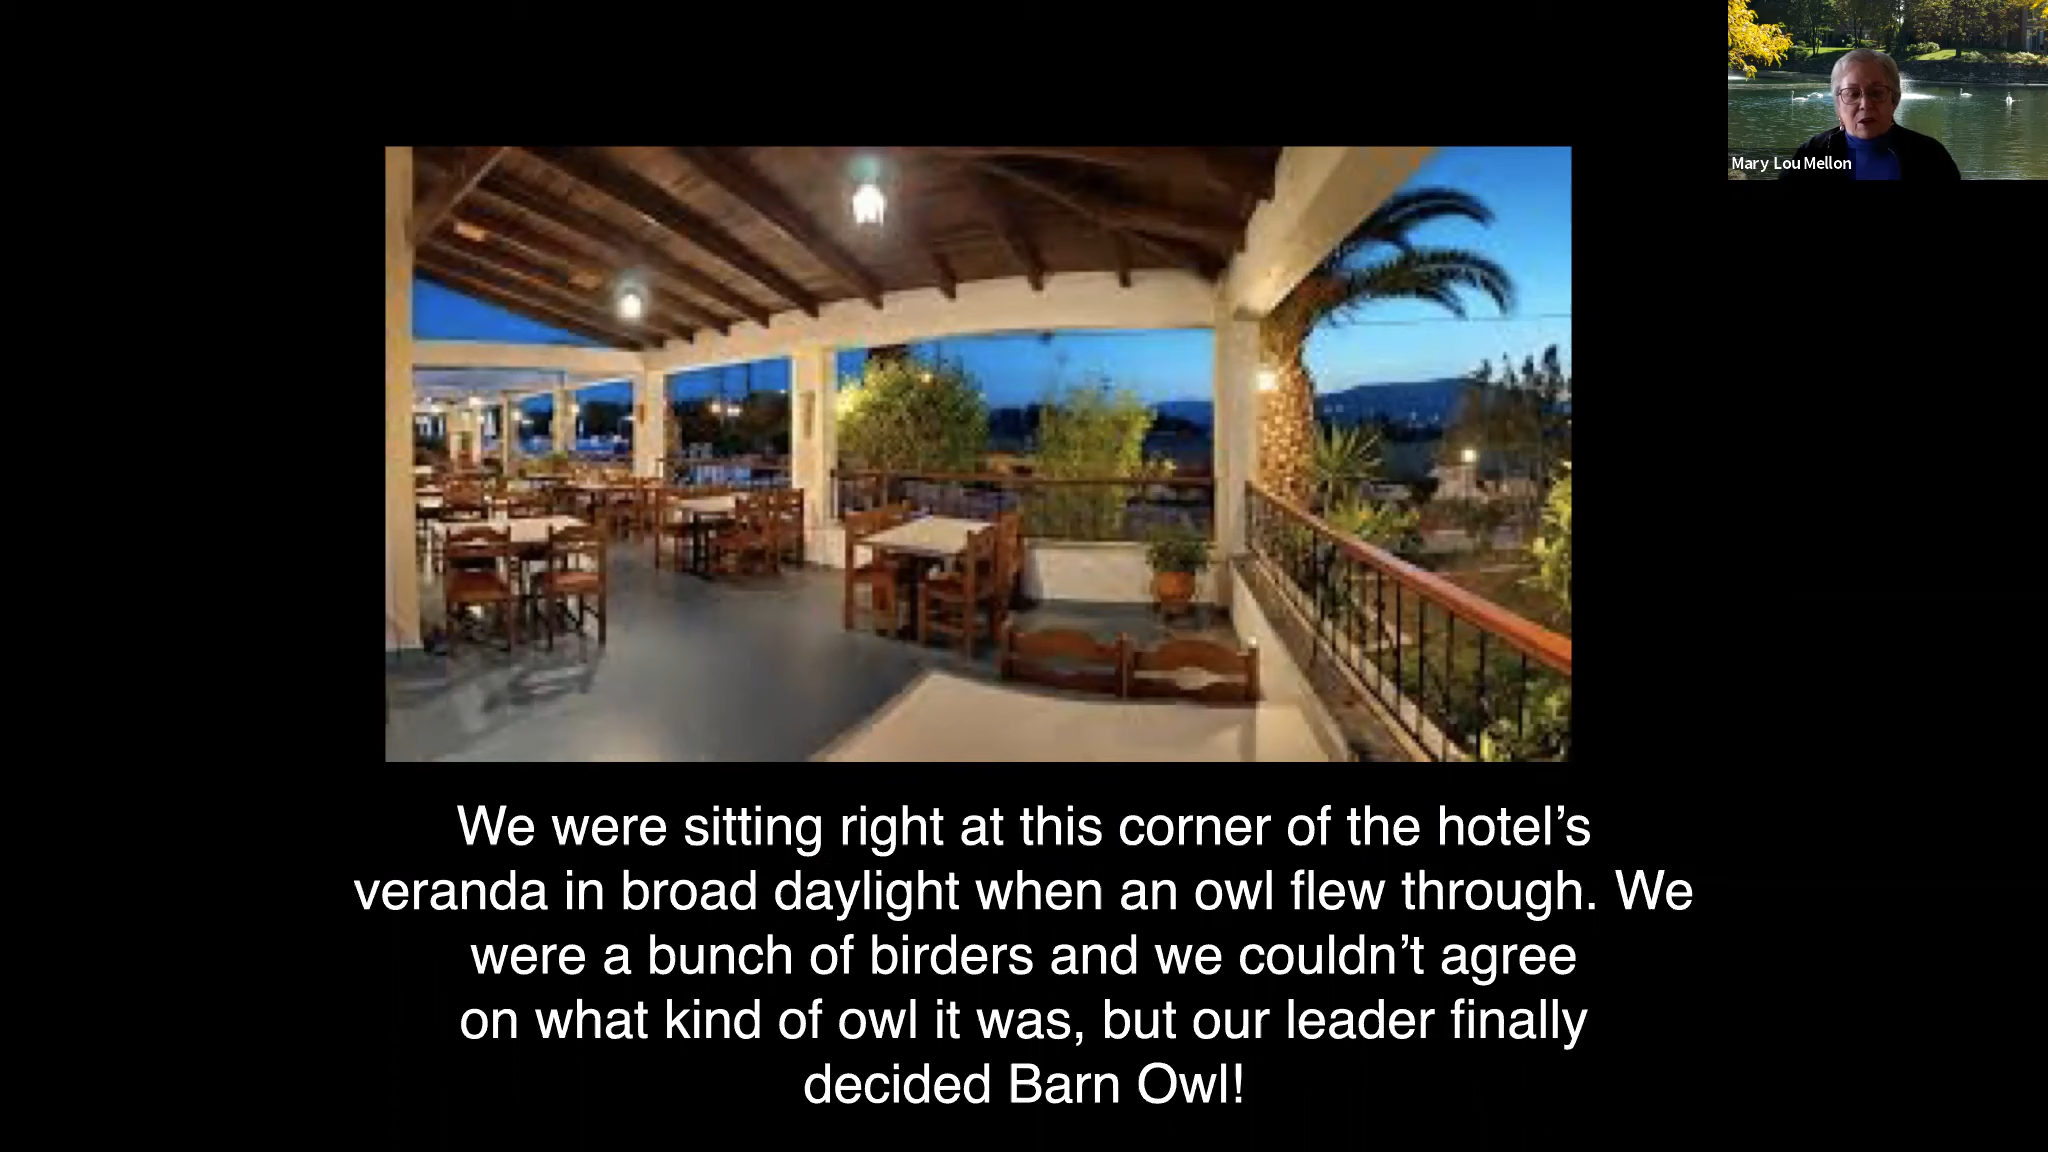 Mary Lou Mellon
We were sitting right at this corner of the hotel’s
veranda in broad daylight when an owl flew through. We
were a bunch of birders and we couldn’t agree
on what kind of owl it was, but our leader finally
decided Barn Owl!